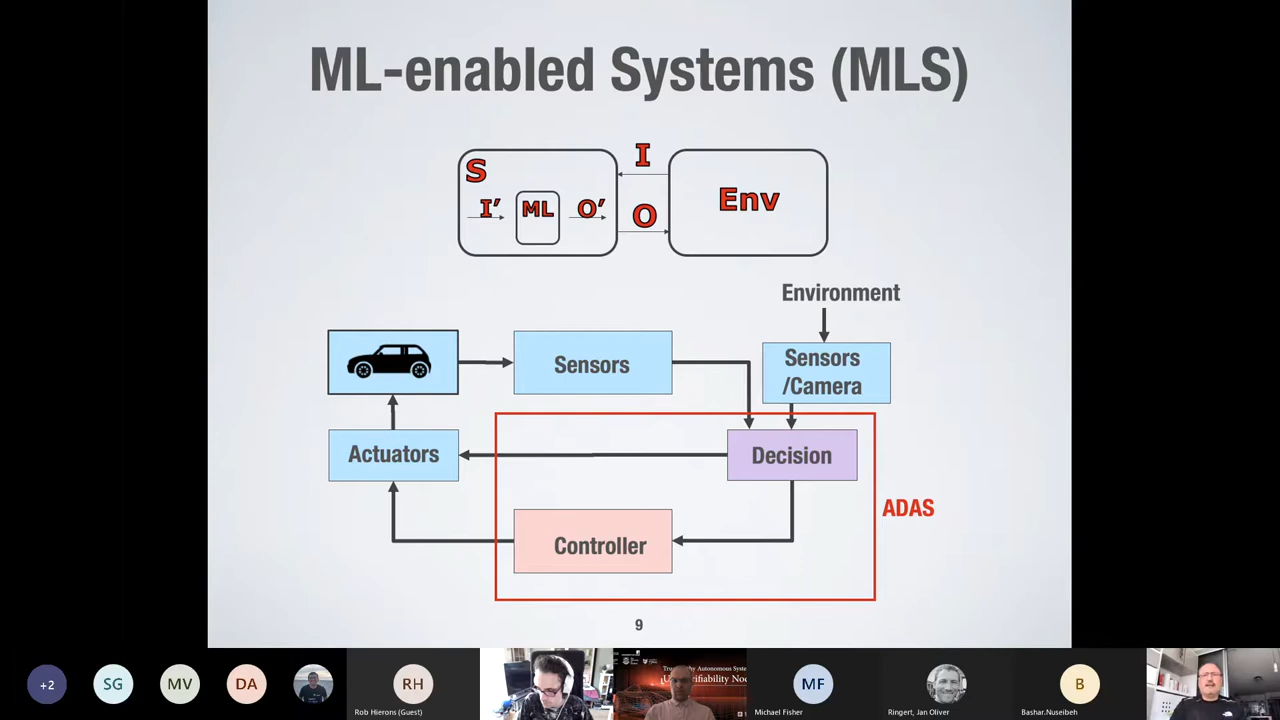 ML-enabled Systems (MLS)
S
I
I’
ML
O’
O
Env
Environment
Sensors
Sensors
/Camera
Actuators
Decision
ADAS
Controller
9
+2
SG
MV
DA
RH
Rob Hierons (Guest)
MF
Michael Fisher
Ringert, Jan Oliver
B
Bashar.Nuseibeh